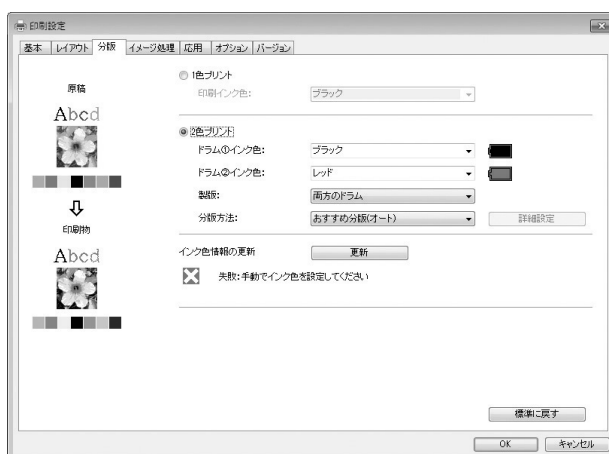 印刷設定
基本 レイアウト 分版 イメージ処理 応用 オプション バージョン
原稿
Abcd
印刷物
Abcd
1色プリント
印刷インク色: ブラック
2色プリント
ドラム①インク色: ブラック
ドラム②インク色: レッド
製版: 両方のドラム
分版方法: おすすめ分版(オート) 詳細設定
インク色情報の更新 更新
失敗:手動でインク色を設定してください
標準に戻す
OK キャンセル